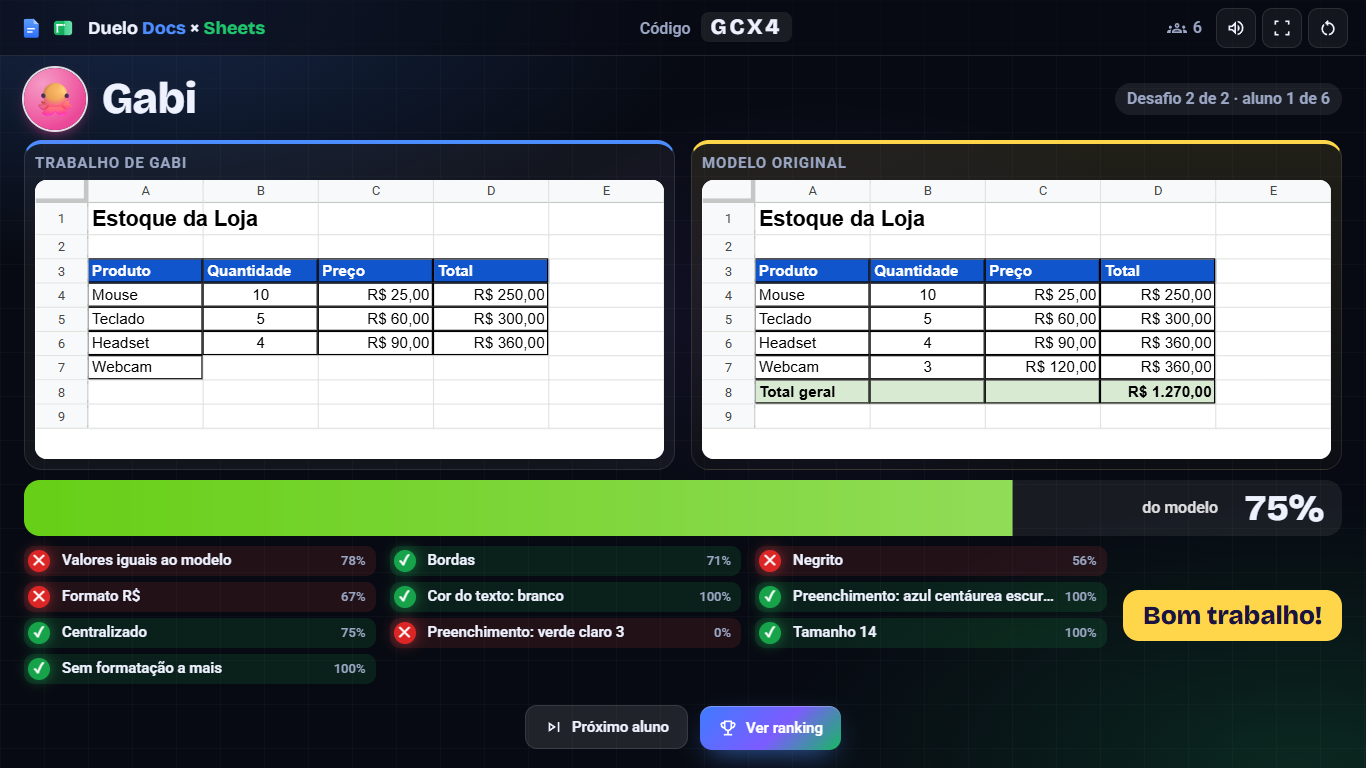 Duelo Docs × Sheets
Código GCX4
6
Gabi
Desafio 2 de 2 · aluno 1 de 6
TRABALHO DE GABI
A B C D E
1 Estoque da Loja
2
3 Produto Quantidade Preço Total
4 Mouse 10 R$ 25,00 R$ 250,00
5 Teclado 5 R$ 60,00 R$ 300,00
6 Headset 4 R$ 90,00 R$ 360,00
7 Webcam
8
9
MODELO ORIGINAL
A B C D E
1 Estoque da Loja
2
3 Produto Quantidade Preço Total
4 Mouse 10 R$ 25,00 R$ 250,00
5 Teclado 5 R$ 60,00 R$ 300,00
6 Headset 4 R$ 90,00 R$ 360,00
7 Webcam 3 R$ 120,00 R$ 360,00
8 Total geral R$ 1.270,00
9
do modelo 75%
Valores iguais ao modelo 78%
Bordas 71%
Negrito 56%
Formato R$ 67%
Cor do texto: branco 100%
Preenchimento: azul centáurea escur... 100%
Centralizado 75%
Preenchimento: verde claro 3 0%
Tamanho 14 100%
Sem formatação a mais 100%
Bom trabalho!
Próximo aluno
Ver ranking